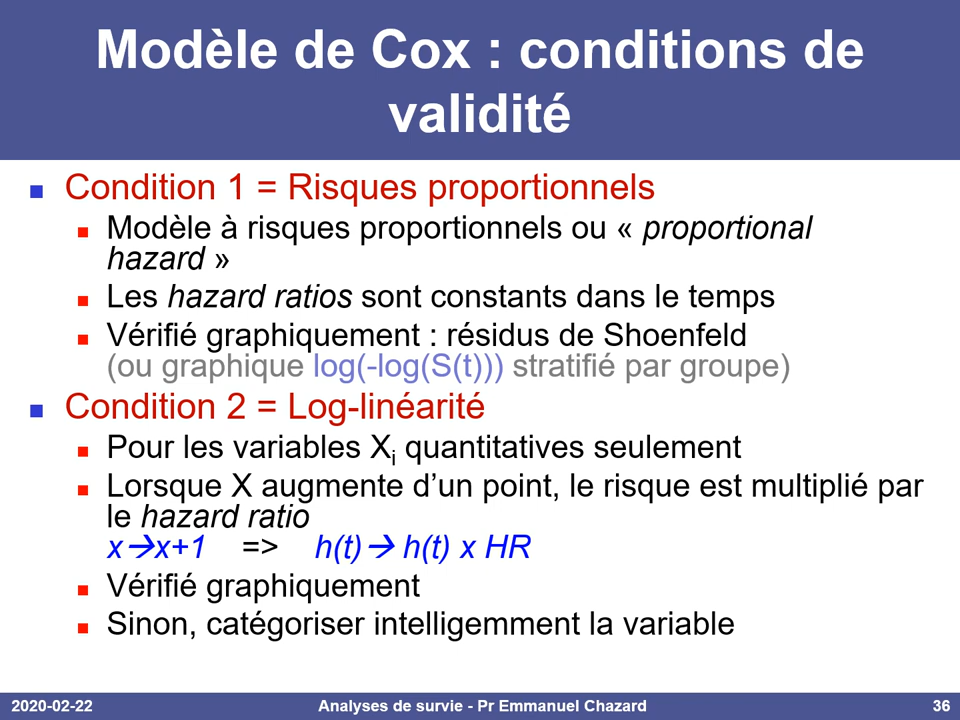 Modèle de Cox : conditions de
validité
Condition 1 = Risques proportionnels
Modèle à risques proportionnels ou « proportional
hazard »
Les hazard ratios sont constants dans le temps
Vérifié graphiquement : résidus de Shoenfeld
(ou graphique log(-log(S(t))) stratifié par groupe)
Condition 2 = Log-linéarité
Pour les variables Xi quantitatives seulement
Lorsque X augmente d’un point, le risque est multiplié par
le hazard ratio
x→x+1 => h(t)→ h(t) x HR
Vérifié graphiquement
Sinon, catégoriser intelligemment la variable
2020-02-22 Analyses de survie - Pr Emmanuel Chazard 36